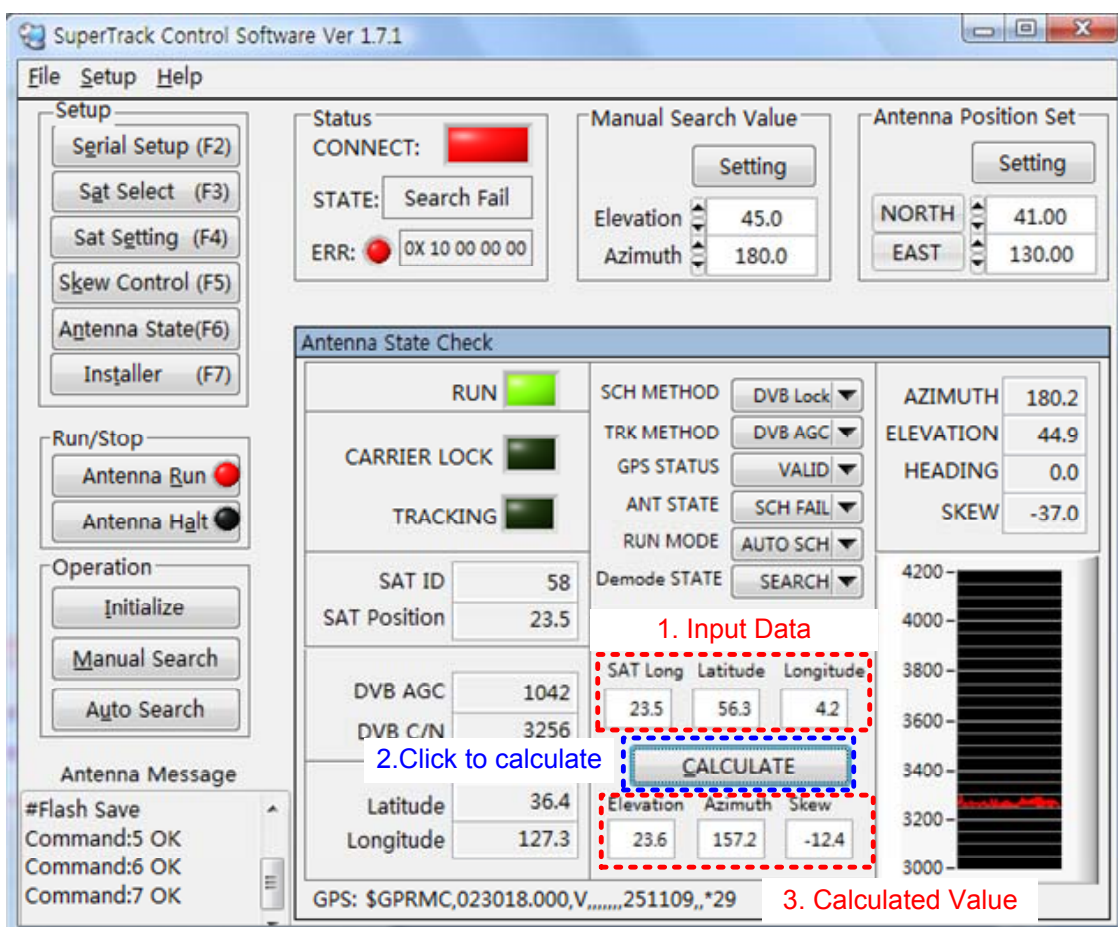 SuperTrack Control Software Ver 1.7.1
File Setup Help
Setup
Serial Setup (F2)
Sat Select (F3)
Sat Setting (F4)
Skew Control (F5)
Antenna State(F6)
Installer (F7)
Run/Stop
Antenna Run
Antenna Halt
Operation
Initialize
Manual Search
Auto Search
Antenna Message
#Flash Save
Command:5 OK
Command:6 OK
Command:7 OK
Status
CONNECT:
STATE: Search Fail
ERR: 0X 10 00 00 00
Manual Search Value
Setting
Elevation 45.0
Azimuth 180.0
Antenna Position Set
Setting
NORTH 41.00
EAST 130.00
Antenna State Check
RUN
CARRIER LOCK
TRACKING
SAT ID 58
SAT Position 23.5
DVB AGC 1042
DVB C/N 3256
Latitude 36.4
Longitude 127.3
SCH METHOD DVB Lock
TRK METHOD DVB AGC
GPS STATUS VALID
ANT STATE SCH FAIL
RUN MODE AUTO SCH
Demode STATE SEARCH
1. Input Data
SAT Long Latitude Longitude
23.5 56.3 4.2
2.Click to calculate
CALCULATE
Elevation Azimuth Skew
23.6 157.2 -12.4
3. Calculated Value
AZIMUTH 180.2
ELEVATION 44.9
HEADING 0.0
SKEW -37.0
4200
4000
3800
3600
3400
3200
3000
GPS: $GPRMC,023018.000,V,,,,,,,251109,,*29